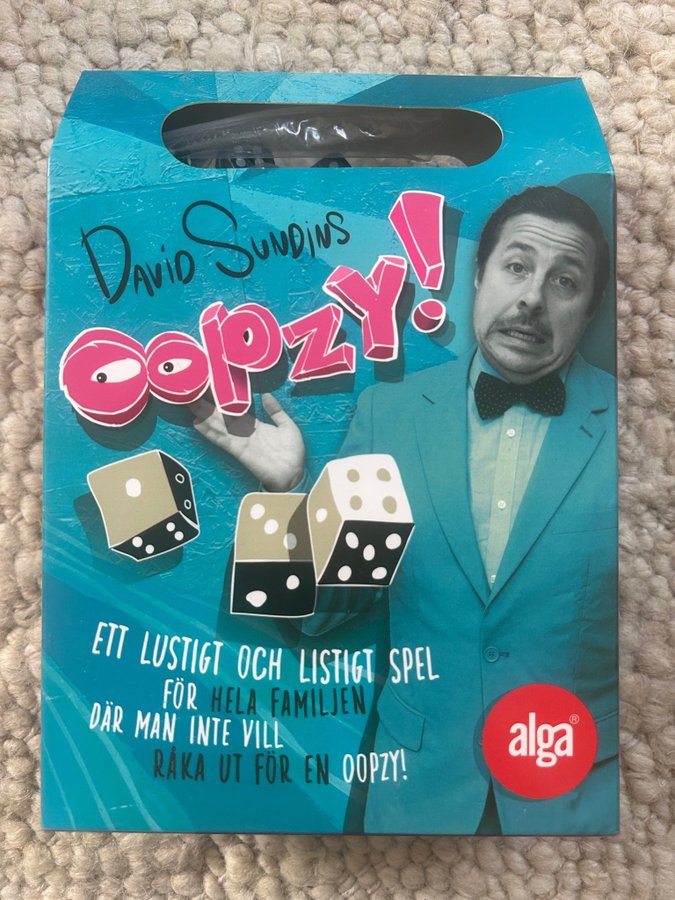 DAVID SUNDINS
OOPZY!
ETT LUSTIGT OCH LISTIGT SPEL
FÖR HELA FAMILJEN
DÄR MAN INTE VILL
RÅKA UT FÖR EN OOPZY!
alga®